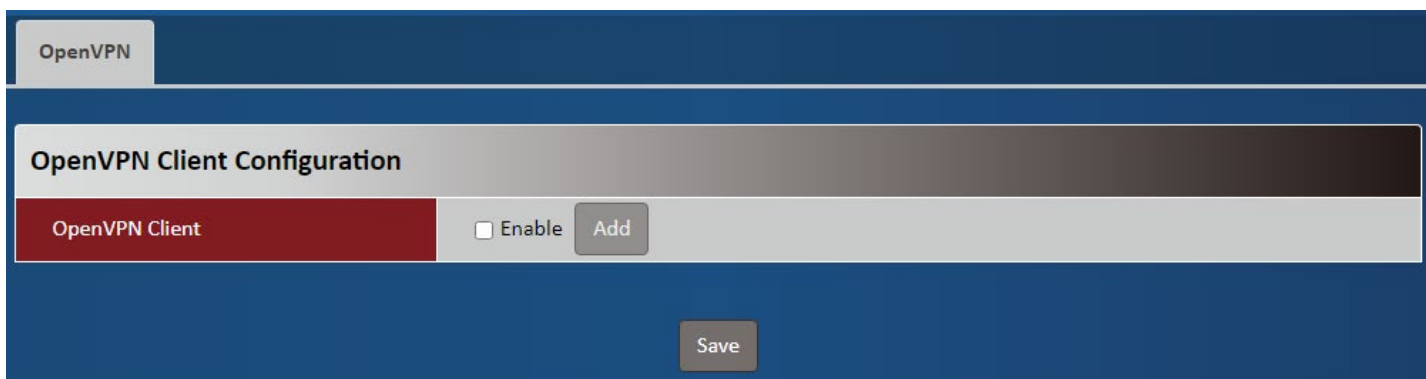 OpenVPN
OpenVPN Client Configuration
OpenVPN Client Enable Add
Save